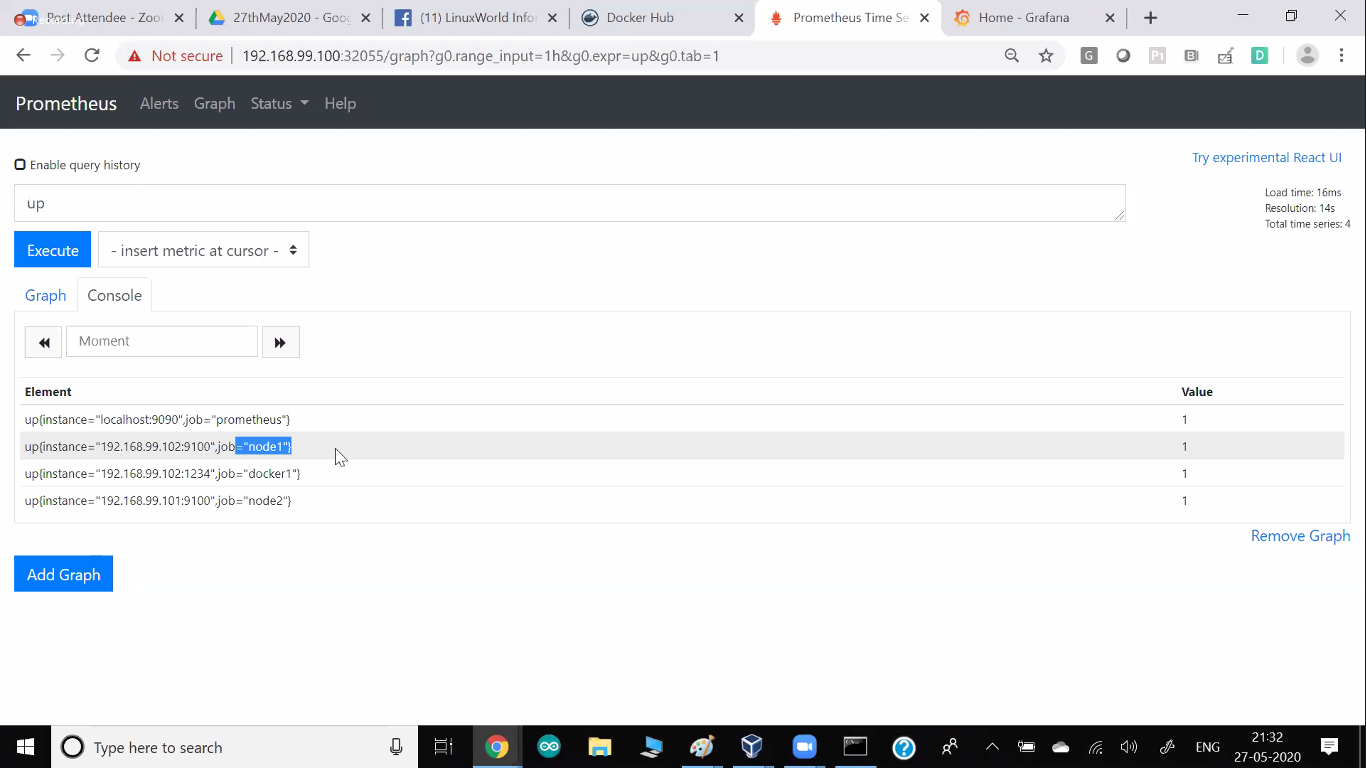 Post Attendee - Zoo
27thMay2020 - Goo
(11) LinuxWorld Info
Docker Hub
Prometheus Time Se
Home - Grafana
Not secure
192.168.99.100:32055/graph?g0.range_input=1h&g0.expr=up&g0.tab=1
Prometheus Alerts Graph Status Help
Enable query history
Try experimental React UI
up
Load time: 16ms
Resolution: 14s
Total time series: 4
Execute
- insert metric at cursor -
Graph Console
Moment
Element Value
up{instance="localhost:9090",job="prometheus"} 1
up{instance="192.168.99.102:9100",job="node1"} 1
up{instance="192.168.99.102:1234",job="docker1"} 1
up{instance="192.168.99.101:9100",job="node2"} 1
Remove Graph
Add Graph
Type here to search
ENG
21:32
27-05-2020